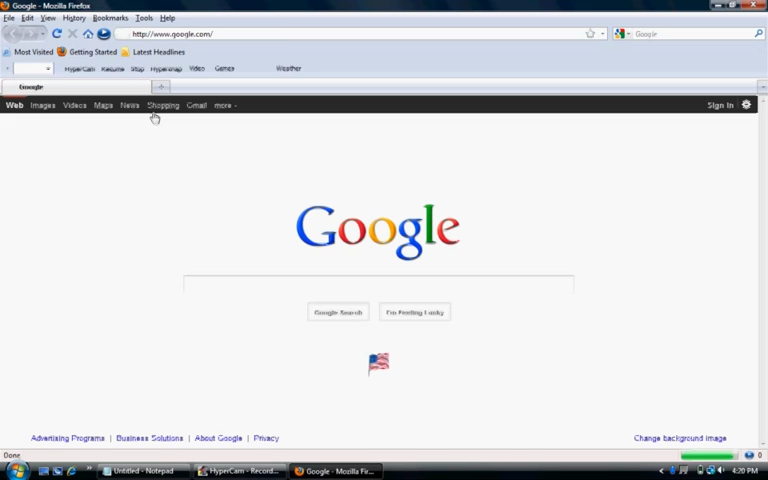 Google - Mozilla Firefox
File Edit View History Bookmarks Tools Help
http://www.google.com/ Google
Most Visited Getting Started Latest Headlines
HyperCam Resume Stop Hypersnap Video Games Weather
Google
Web Images Videos Maps News Shopping Gmail more Sign in
Google
Google Search I'm Feeling Lucky
Advertising Programs | Business Solutions | About Google | Privacy Change background image
Done 0
Untitled - Notepad HyperCam - Record... Google - Mozilla Fir... 4:20 PM